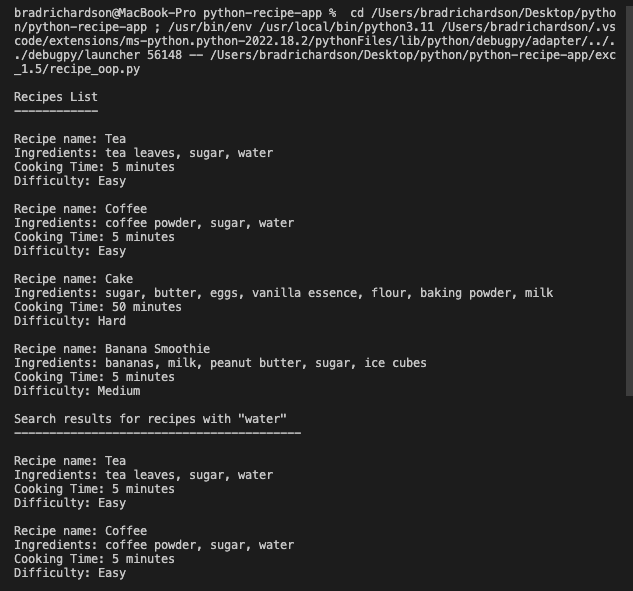 bradrichardson@MacBook-Pro python-recipe-app %  cd /Users/bradrichardson/Desktop/pytho
n/python-recipe-app ; /usr/bin/env /usr/local/bin/python3.11 /Users/bradrichardson/.vs
code/extensions/ms-python.python-2022.18.2/pythonFiles/lib/python/debugpy/adapter/../.
./debugpy/launcher 56148 -- /Users/bradrichardson/Desktop/python/python-recipe-app/exc
_1.5/recipe_oop.py
Recipes List
------------
Recipe name: Tea
Ingredients: tea leaves, sugar, water
Cooking Time: 5 minutes
Difficulty: Easy
Recipe name: Coffee
Ingredients: coffee powder, sugar, water
Cooking Time: 5 minutes
Difficulty: Easy
Recipe name: Cake
Ingredients: sugar, butter, eggs, vanilla essence, flour, baking powder, milk
Cooking Time: 50 minutes
Difficulty: Hard
Recipe name: Banana Smoothie
Ingredients: bananas, milk, peanut butter, sugar, ice cubes
Cooking Time: 5 minutes
Difficulty: Medium
Search results for recipes with "water"
-----------------------------------------
Recipe name: Tea
Ingredients: tea leaves, sugar, water
Cooking Time: 5 minutes
Difficulty: Easy
Recipe name: Coffee
Ingredients: coffee powder, sugar, water
Cooking Time: 5 minutes
Difficulty: Easy